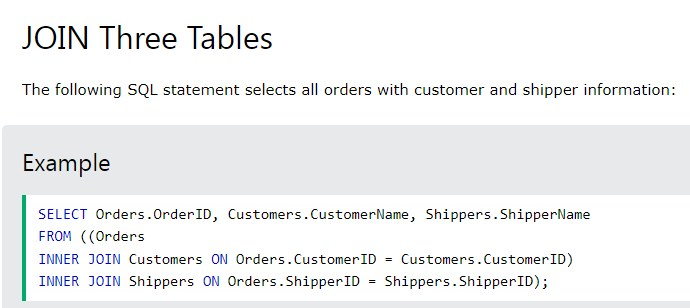 JOIN Three Tables
The following SQL statement selects all orders with customer and shipper information:
Example
SELECT Orders.OrderID, Customers.CustomerName, Shippers.ShipperName
FROM ((Orders
INNER JOIN Customers ON Orders.CustomerID = Customers.CustomerID)
INNER JOIN Shippers ON Orders.ShipperID = Shippers.ShipperID);